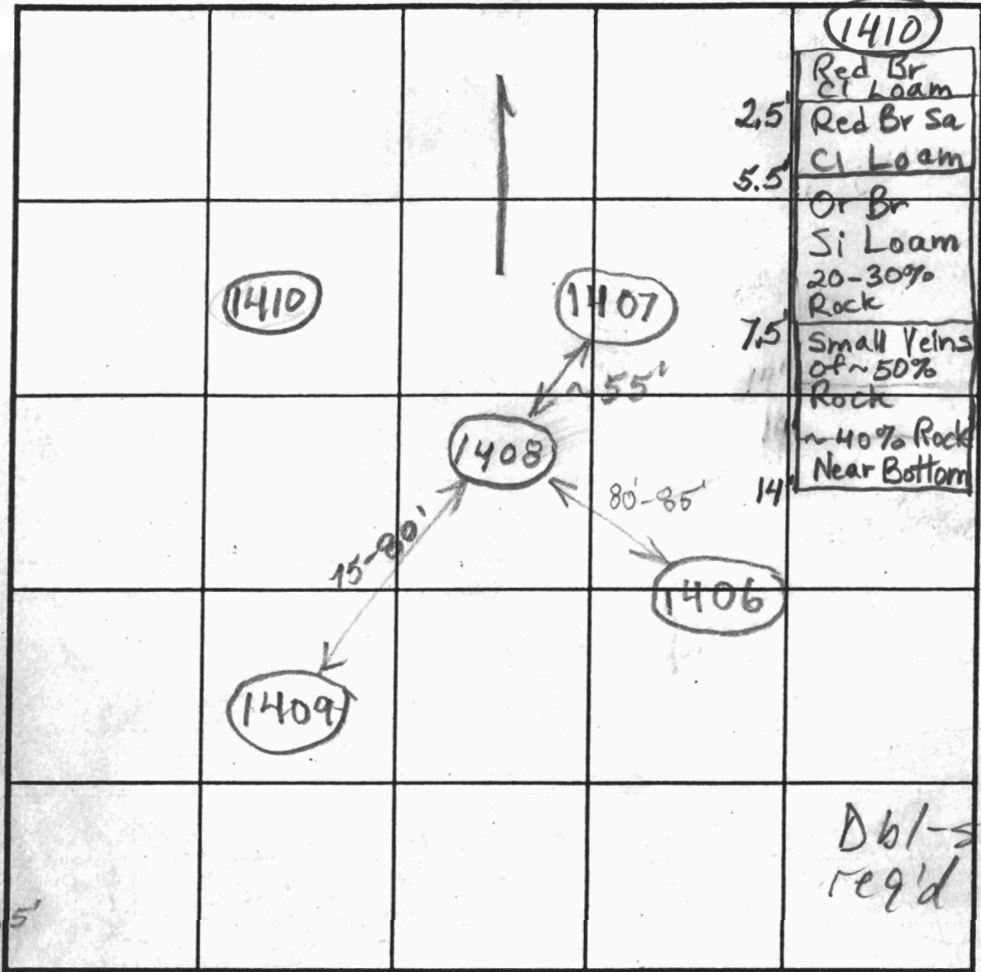 1410
Red Br
Cl Loam
2.5'
Red Br Sa
Cl Loam
5.5'
Or Br
Si Loam
20-30%
Rock
7.5'
Small Veins
of ~50%
Rock
~40% Rock
Near Bottom
14'
1410
1407
~55'
1408
80'-85'
1406
1409
Dbl-s
req'd
5'